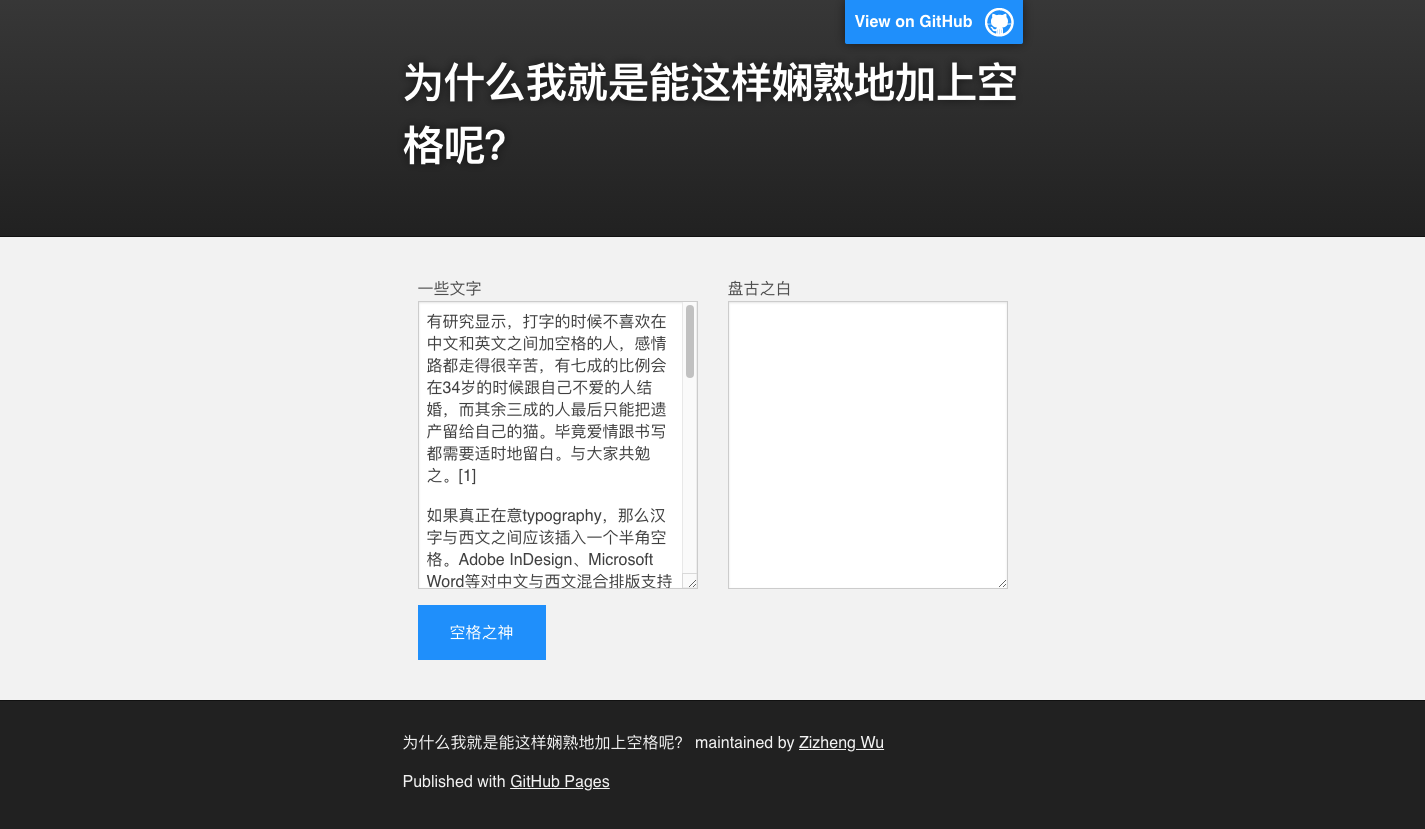 View on GitHub
为什么我就是能这样娴熟地加上空
格呢?
一些文字
有研究显示，打字的时候不喜欢在
中文和英文之间加空格的人，感情
路都走得很辛苦，有七成的比例会
在34岁的时候跟自己不爱的人结
婚，而其余三成的人最后只能把遗
产留给自己的猫。毕竟爱情跟书写
都需要适时地留白。与大家共勉
之。[1]
如果真正在意typography，那么汉
字与西文之间应该插入一个半角空
格。Adobe InDesign、Microsoft
Word等对中文与西文混合排版支持
盘古之白
空格之神
为什么我就是能这样娴熟地加上空格呢？ maintained by Zizheng Wu
Published with GitHub Pages